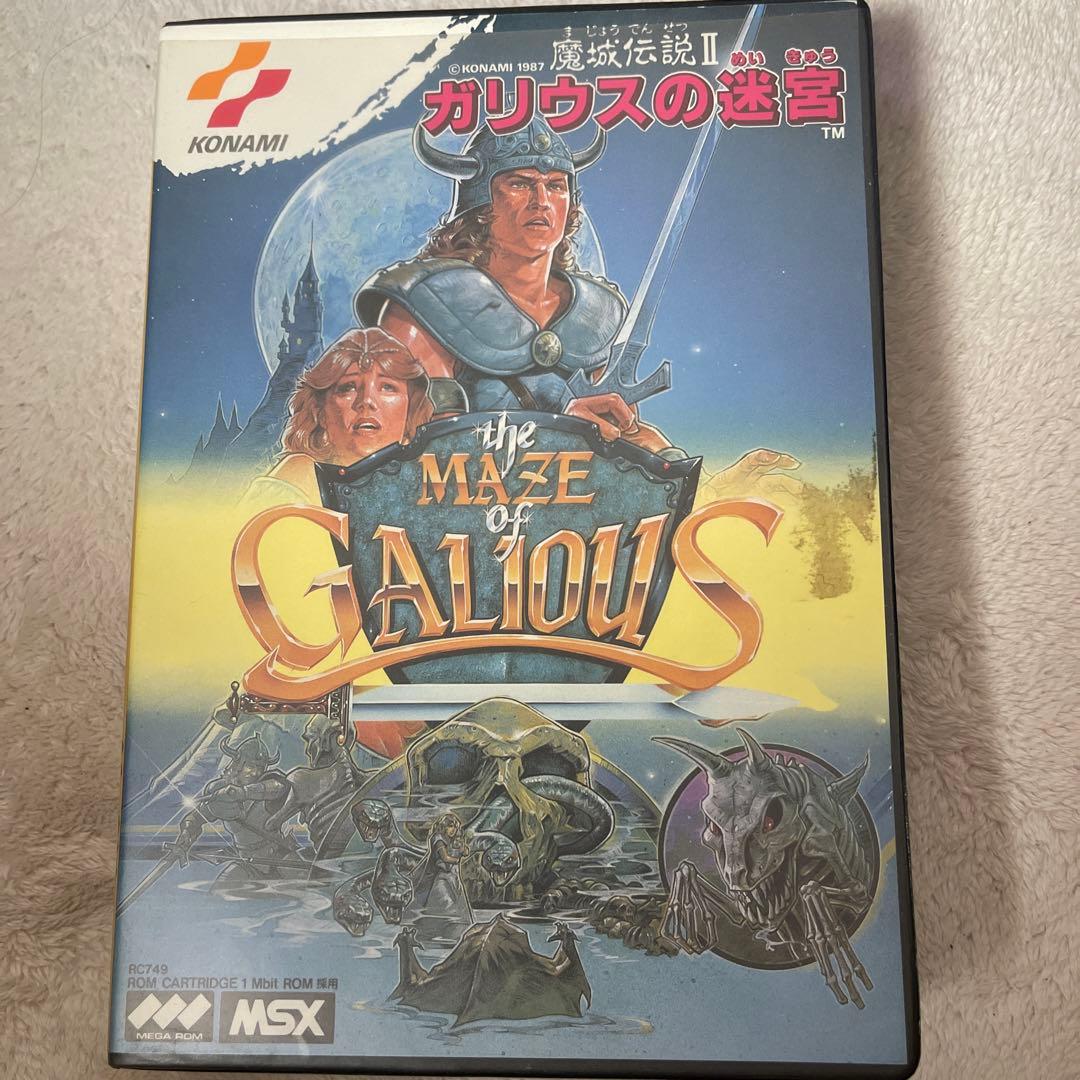 KONAMI
©KONAMI 1987
まじょうでんせつ
魔城伝説II
めいきゅう
ガリウスの迷宮
TM
the
MAZE
of
GALIOUS
RC749
ROM CARTRIDGE 1 Mbit ROM 採用
MEGA ROM
MSX